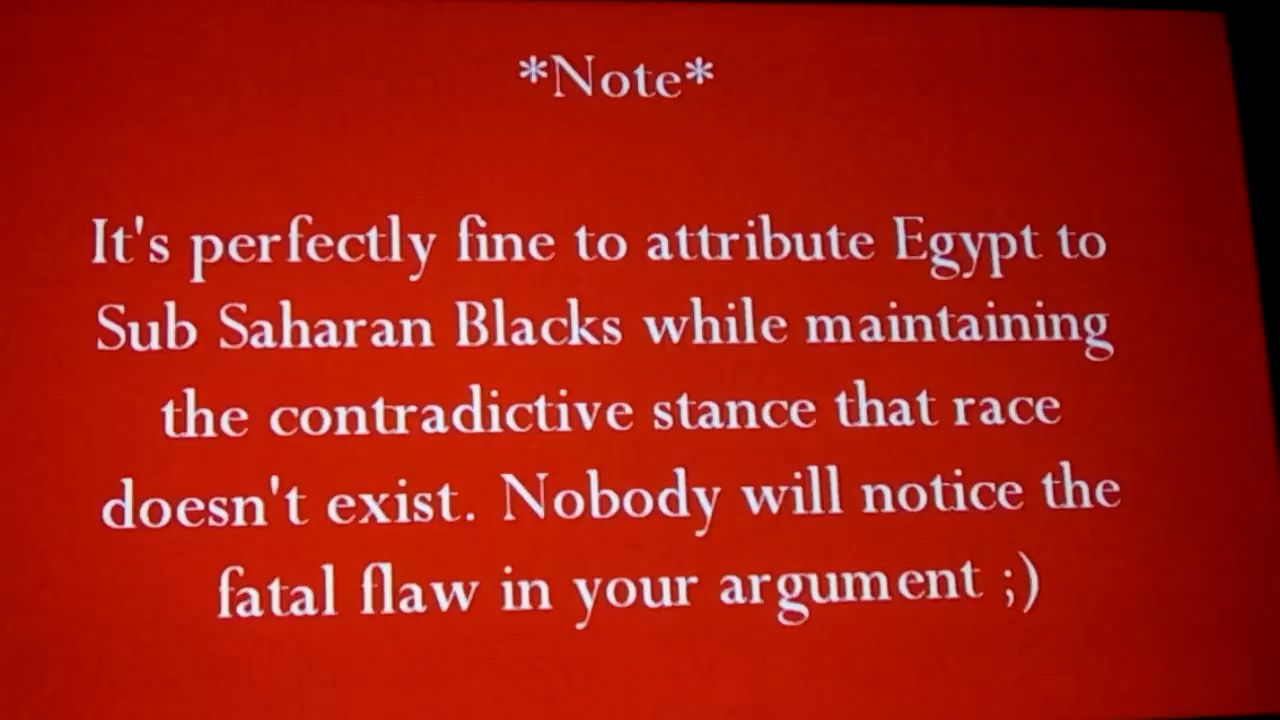 *Note*
It's perfectly fine to attribute Egypt to
Sub Saharan Blacks while maintaining
the contradictive stance that race
doesn't exist. Nobody will notice the
fatal flaw in your argument ;)